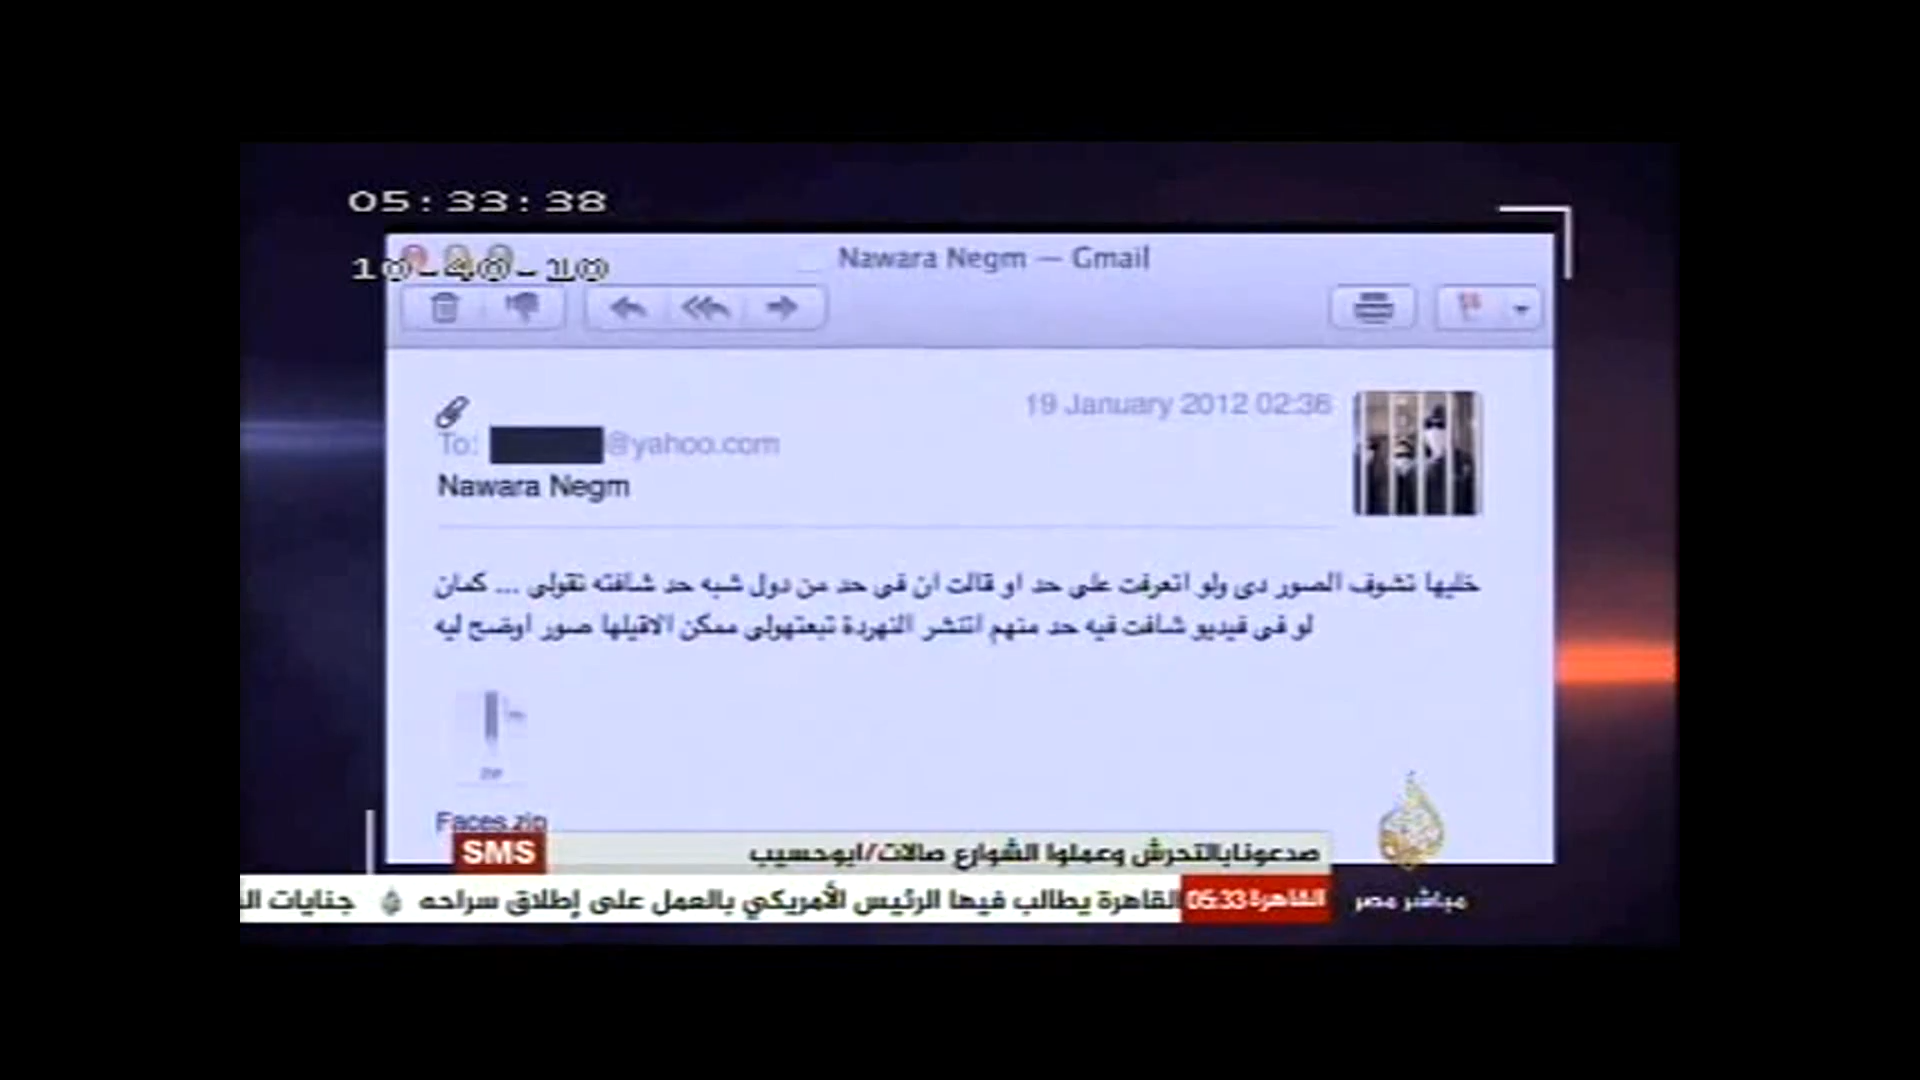 05:33:38
Nawara Negm — Gmail
19 January 2012 02:36
To: @yahoo.com
Nawara Negm
خليها تشوف الصور دى ولو اتعرفت على حد او قالت ان فى حد من دول شبه حد شافته تقولى ... كمان
لو فى فيديو شافت فيه حد منهم انتشر النهردة تبعتهولى ممكن الاقيلها صور اوضح ليه
ZIP
Faces.zip
SMS
صدعونابالتحرش وعملوا الشوارع صالات/ابوحسيب
القاهرة 05:33
القاهرة يطالب فيها الرئيس الأمريكي بالعمل على إطلاق سراحه
جنايات
مباشر مصر